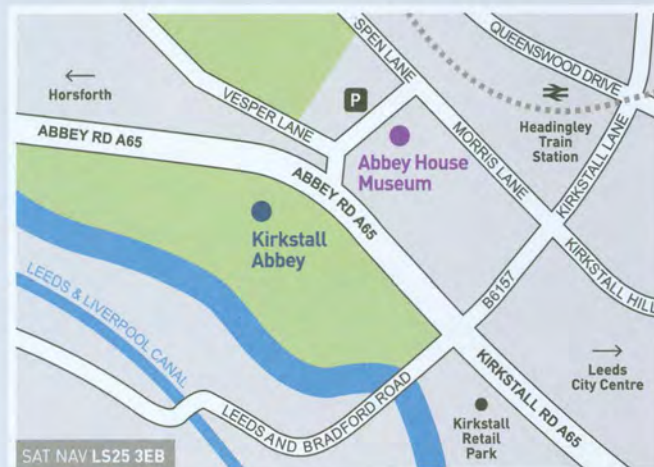 SPEN LANE
QUEENSWOOD DRIVE
←
Horsforth
P
VESPER LANE
Headingley
Train
Station
ABBEY RD A65
Abbey House
Museum
MORRIS LANE
KIRKSTALL LANE
ABBEY RD A65
Kirkstall
Abbey
B6157
KIRKSTALL HILL
LEEDS & LIVERPOOL CANAL
→
Leeds
City Centre
KIRKSTALL RD A65
LEEDS AND BRADFORD ROAD
Kirkstall
Retail
Park
SAT NAV LS25 3EB